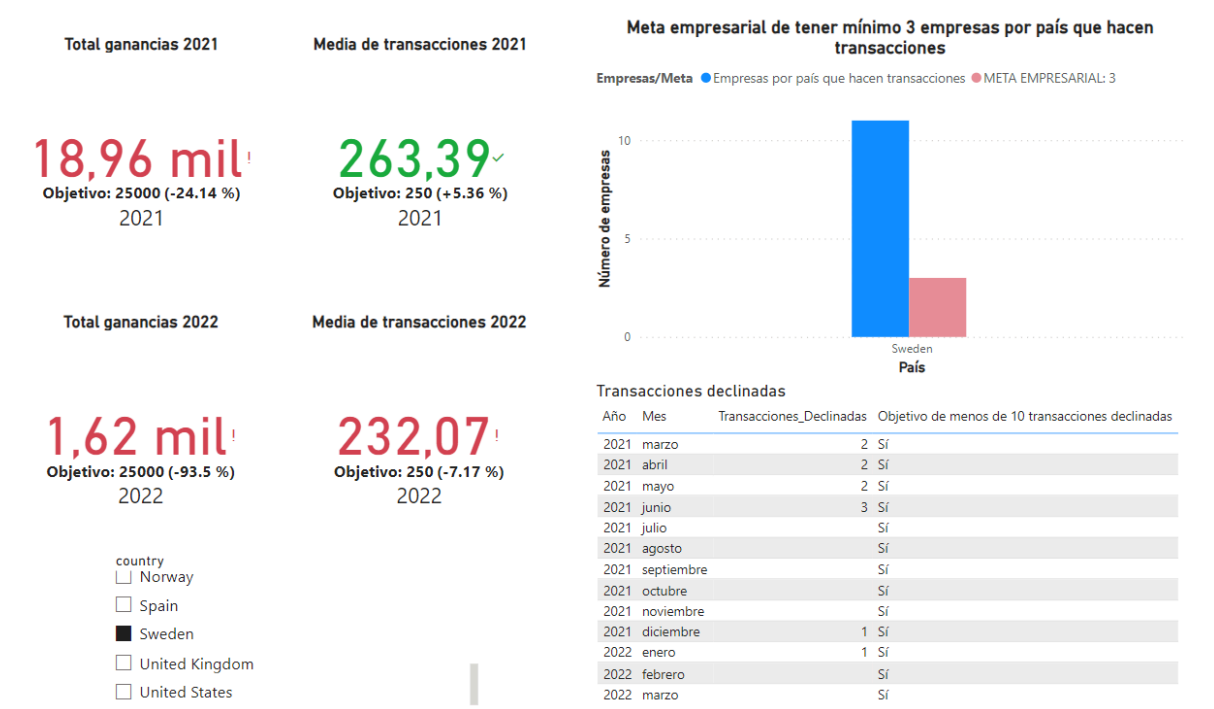 Total ganancias 2021
18,96 mil!
Objetivo: 25000 (-24.14 %)
2021
Media de transacciones 2021
263,39✓
Objetivo: 250 (+5.36 %)
2021
Total ganancias 2022
1,62 mil!
Objetivo: 25000 (-93.5 %)
2022
Media de transacciones 2022
232,07!
Objetivo: 250 (-7.17 %)
2022
country
Norway
Spain
Sweden
United Kingdom
United States
Meta empresarial de tener mínimo 3 empresas por país que hacen
transacciones
Empresas/Meta Empresas por país que hacen transacciones META EMPRESARIAL: 3
Número de empresas
10
5
0
Sweden
País
Transacciones declinadas
Año Mes Transacciones_Declinadas Objetivo de menos de 10 transacciones declinadas
2021 marzo 2 Sí
2021 abril 2 Sí
2021 mayo 2 Sí
2021 junio 3 Sí
2021 julio Sí
2021 agosto Sí
2021 septiembre Sí
2021 octubre Sí
2021 noviembre Sí
2021 diciembre 1 Sí
2022 enero 1 Sí
2022 febrero Sí
2022 marzo Sí